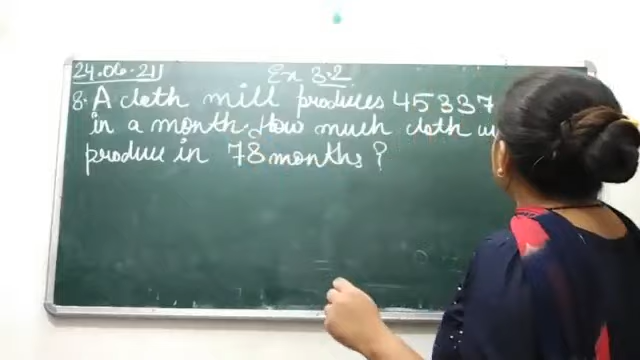 24.06.21
Ex 3.2
8. A cloth mill produces 45337
in a month. How much cloth
produce in 78 months?